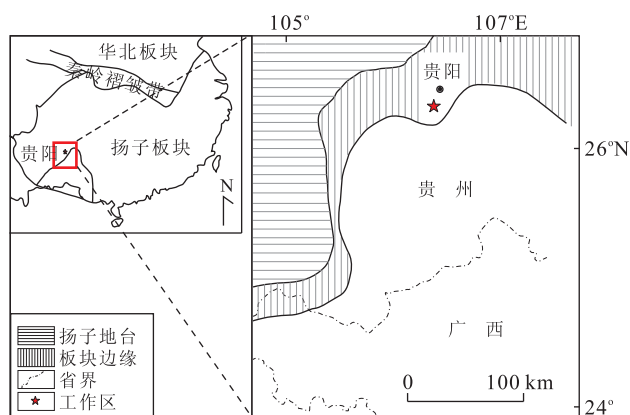 105° 107°E
华北板块
秦岭褶皱带
贵阳
扬子板块
N
贵阳
26°N
贵 州
广 西
扬子地台
板块边缘
省界
工作区
0 100 km
24°